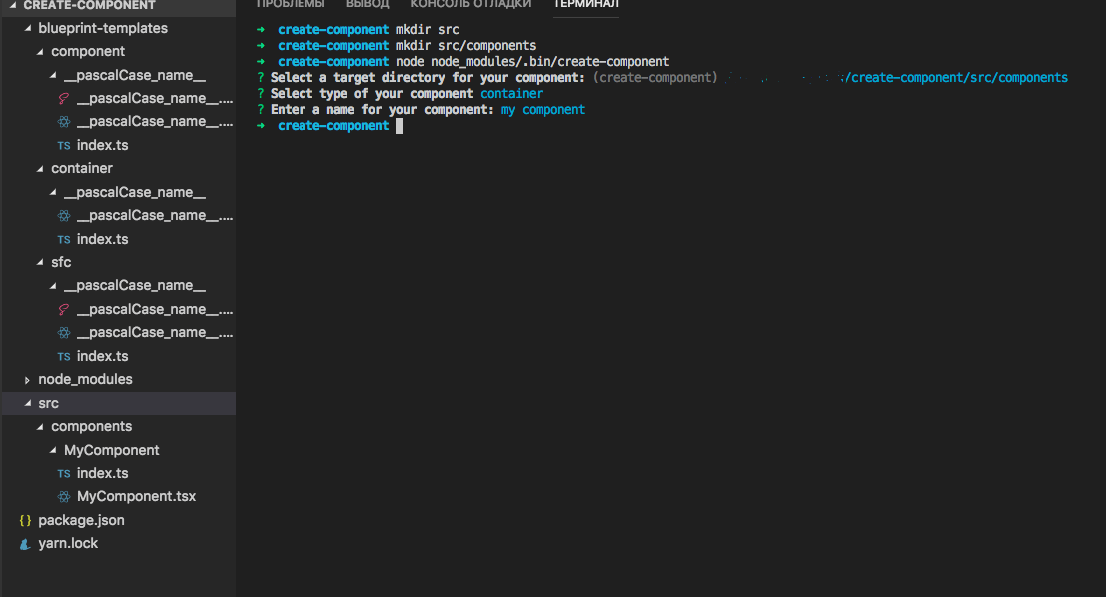 CREATE-COMPONENT
blueprint-templates
component
__pascalCase_name__
__pascalCase_name__....
__pascalCase_name__....
TS index.ts
container
__pascalCase_name__
__pascalCase_name__....
TS index.ts
sfc
__pascalCase_name__
__pascalCase_name__....
__pascalCase_name__....
TS index.ts
node_modules
src
components
MyComponent
TS index.ts
MyComponent.tsx
{} package.json
yarn.lock
ПРОБЛЕМЫ ВЫВОД КОНСОЛЬ ОТЛАДКИ ТЕРМИНАЛ
➜ create-component mkdir src
➜ create-component mkdir src/components
➜ create-component node node_modules/.bin/create-component
? Select a target directory for your component: (create-component) /create-component/src/components
? Select type of your component container
? Enter a name for your component: my component
➜ create-component